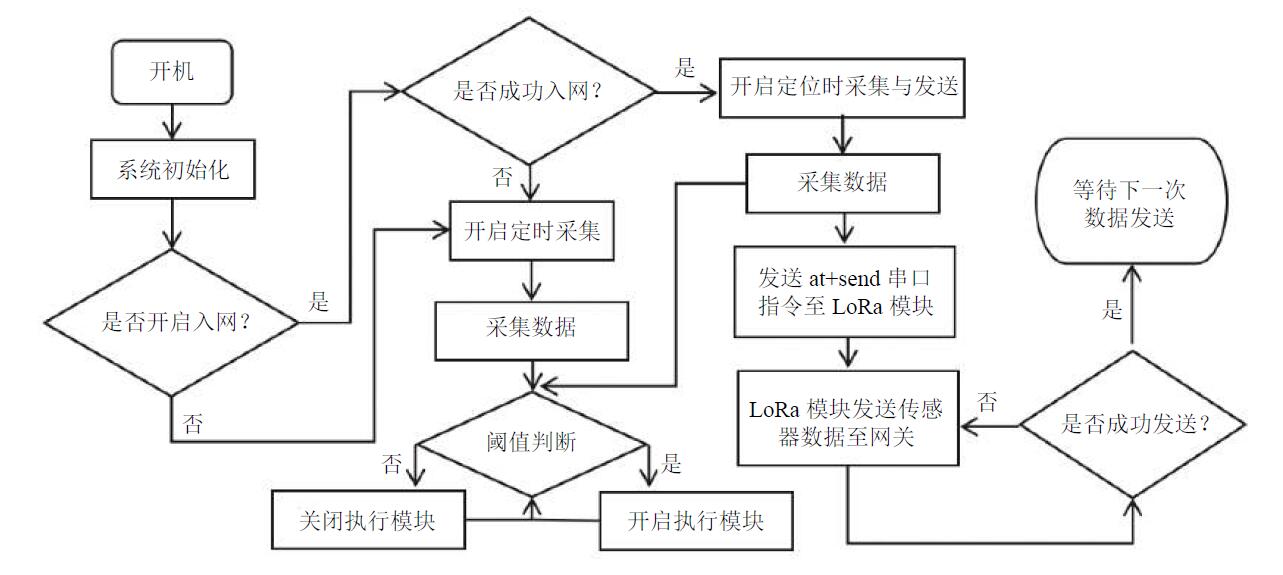 开机
系统初始化
是否开启入网？
是
否
是否成功入网？
是
否
开启定时采集
采集数据
阈值判断
否
是
关闭执行模块
开启执行模块
开启定位时采集与发送
采集数据
发送 at+send 串口
指令至 LoRa 模块
LoRa 模块发送传感
器数据至网关
否
是否成功发送？
是
等待下一次
数据发送